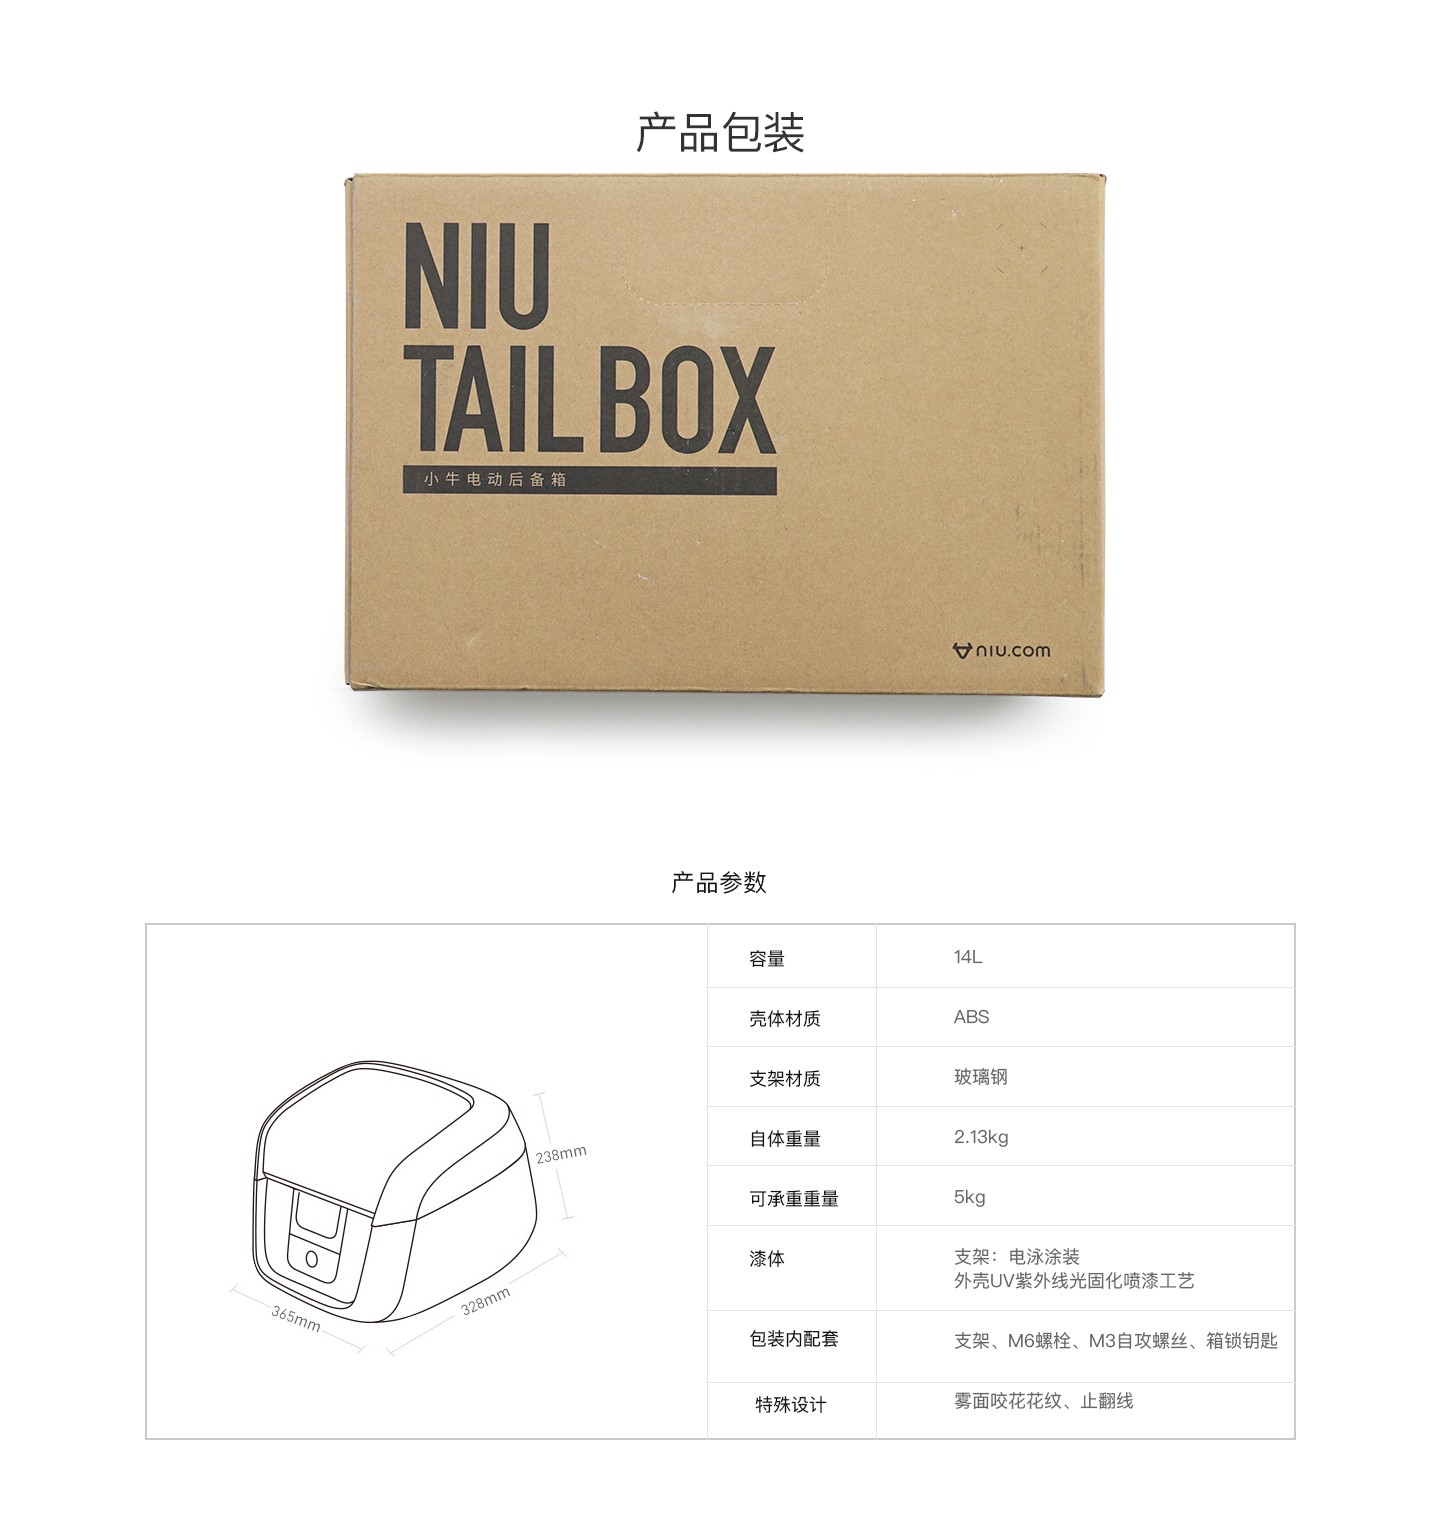 产品包装
NIU
TAIL BOX
小牛电动后备箱
niu.com
产品参数
容量 14L
壳体材质 ABS
支架材质 玻璃钢
自体重量 2.13kg
可承重重量 5kg
漆体 支架：电泳涂装
外壳UV紫外线光固化喷漆工艺
包装内配套 支架、M6螺栓、M3自攻螺丝、箱锁钥匙
特殊设计 雾面咬花花纹、止翻线
238mm
328mm
365mm